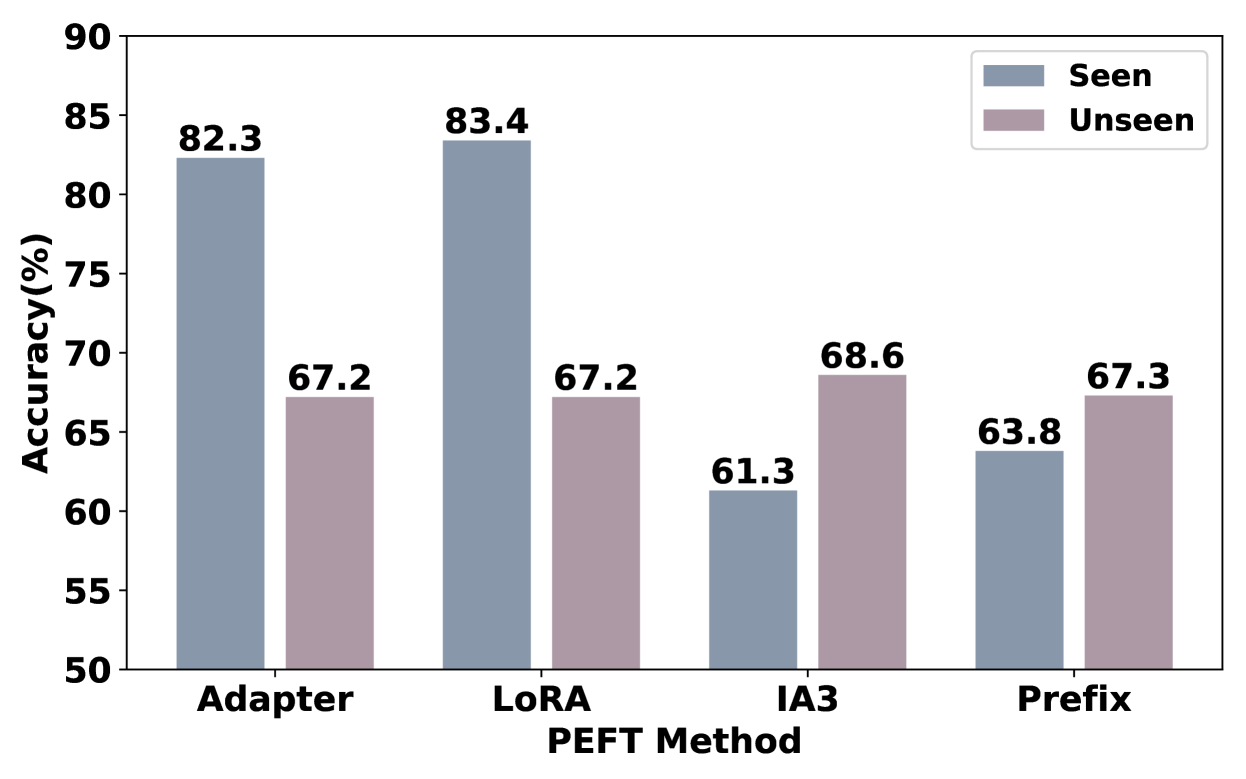 90
85
80
75
70
65
60
55
50
Accuracy(%)
82.3
67.2
83.4
67.2
61.3
68.6
63.8
67.3
Seen
Unseen
Adapter
LoRA
IA3
Prefix
PEFT Method